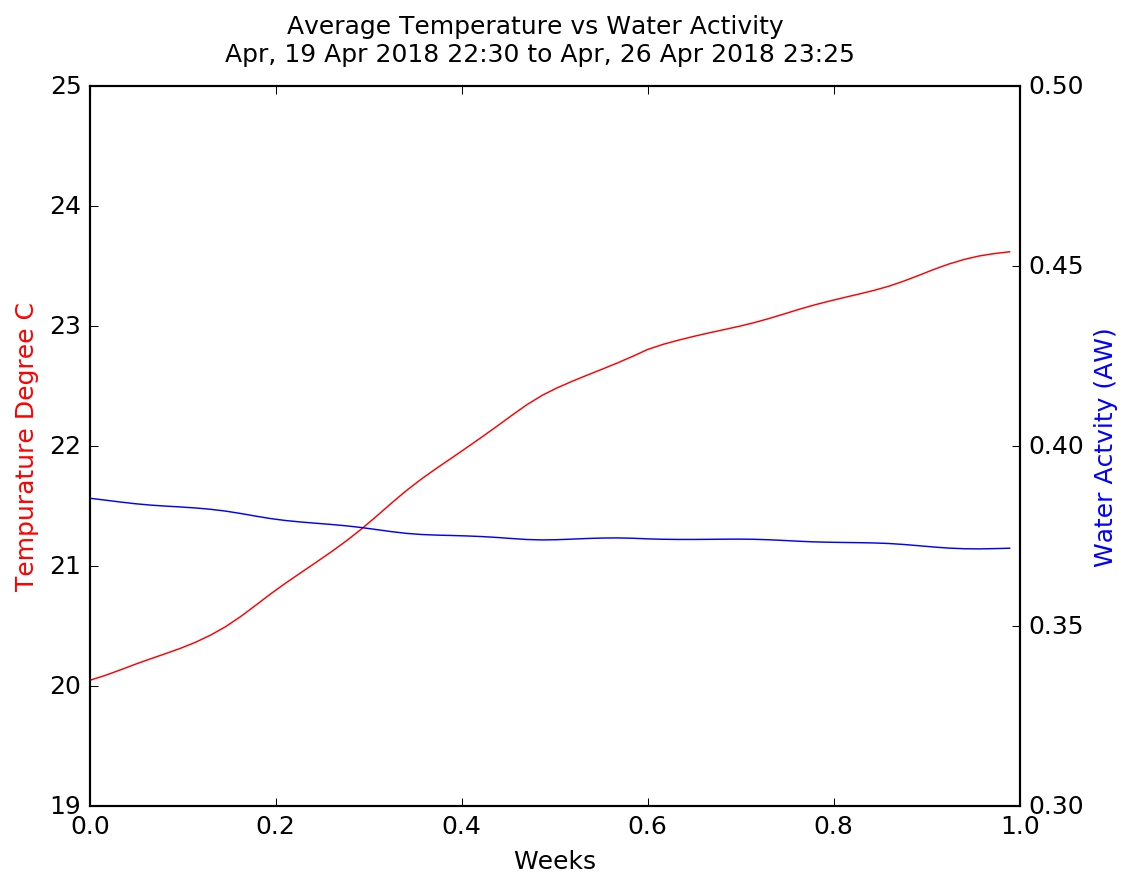 Average Temperature vs Water Activity
Apr, 19 Apr 2018 22:30 to Apr, 26 Apr 2018 23:25
25
24
23
22
21
20
19
Tempurature Degree C
0.50
0.45
0.40
0.35
0.30
Water Actvity (AW)
0.0 0.2 0.4 0.6 0.8 1.0
Weeks